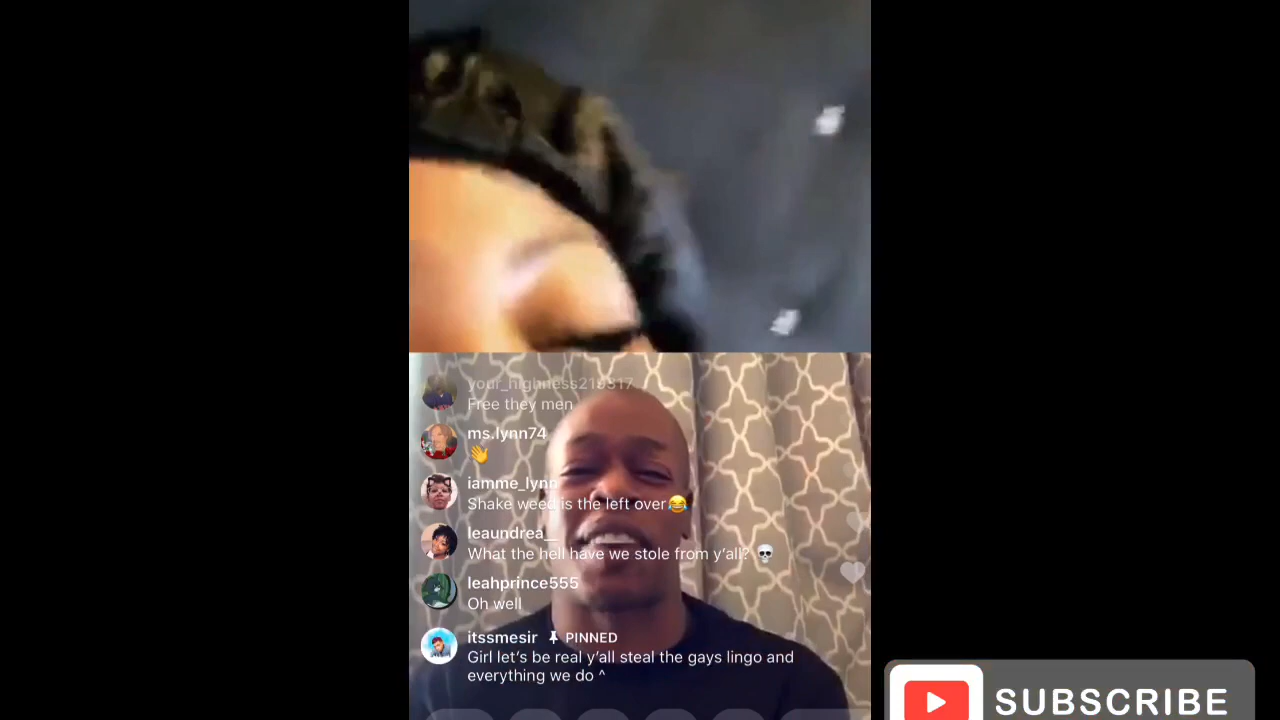 your_highness219317
Free they men
ms.lynn74
👋
iamme_lynn
Shake weed is the left over😂
leaundrea__
What the hell have we stole from y'all? 💀
leahprince555
Oh well
itssmesir 📌 PINNED
Girl let's be real y'all steal the gays lingo and
everything we do ^
SUBSCRIBE